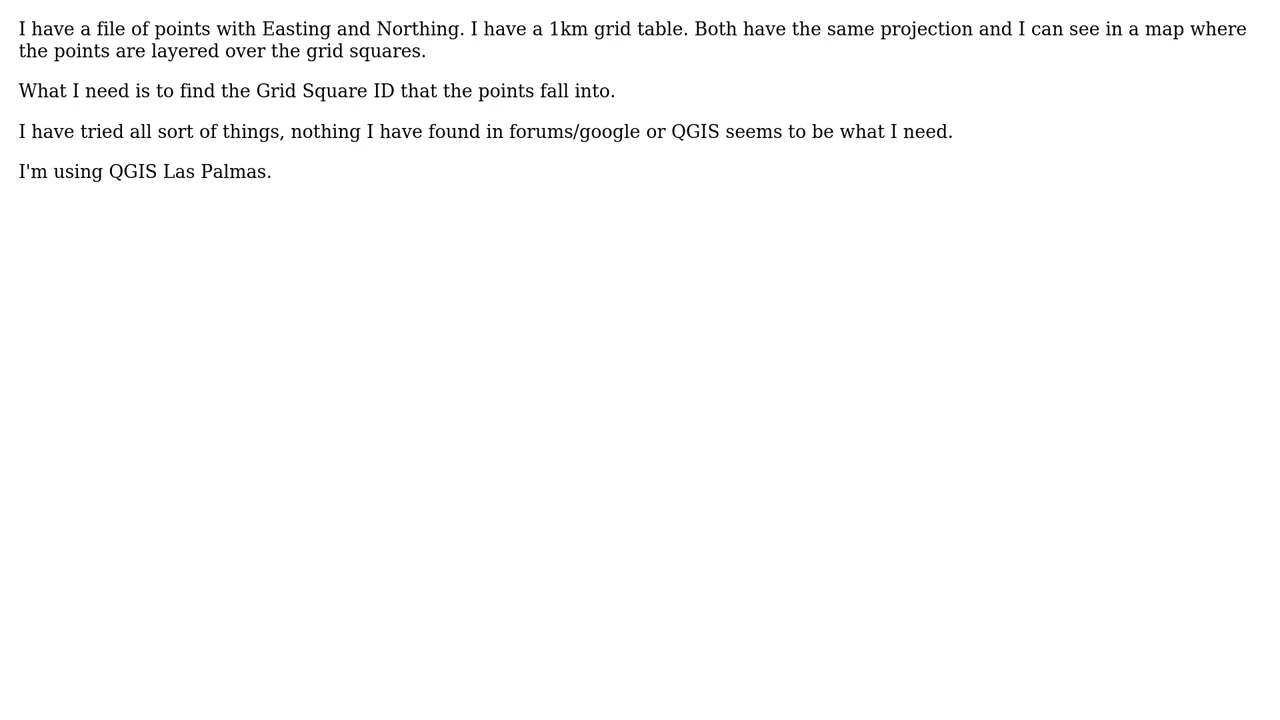 I have a file of points with Easting and Northing. I have a 1km grid table. Both have the same projection and I can see in a map where
the points are layered over the grid squares.
What I need is to find the Grid Square ID that the points fall into.
I have tried all sort of things, nothing I have found in forums/google or QGIS seems to be what I need.
I'm using QGIS Las Palmas.